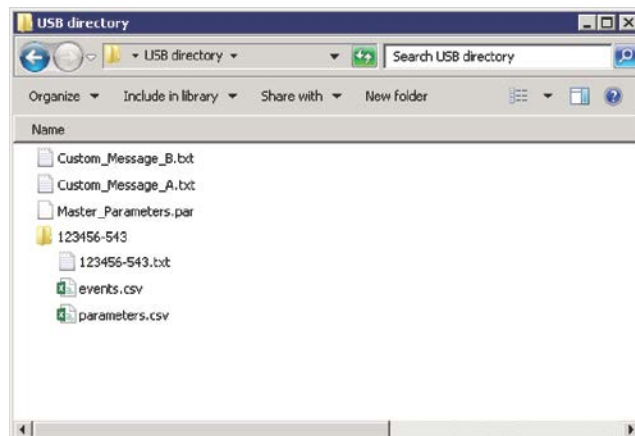 USB directory
USB directory
Search USB directory
Organize
Include in library
Share with
New folder
Name
Custom_Message_B.txt
Custom_Message_A.txt
Master_Parameters.par
123456-543
123456-543.txt
events.csv
parameters.csv